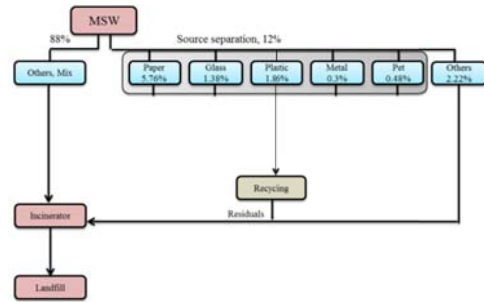 MSW
88%
Source separation, 12%
Others, Mix
Paper
5.76%
Glass
1.38%
Plastic
1.86%
Metal
0.3%
Pet
0.48%
Others
2.22%
Recycing
Residuals
Incinerator
Landfill